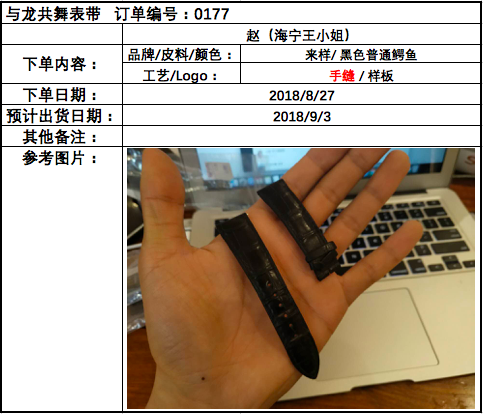 与龙共舞表带 订单编号：0177
赵（海宁王小姐）
下单内容：
品牌/皮料/颜色： 来样/ 黑色普通鳄鱼
工艺/Logo： 手缝 / 样板
下单日期： 2018/8/27
预计出货日期： 2018/9/3
其他备注：
参考图片：